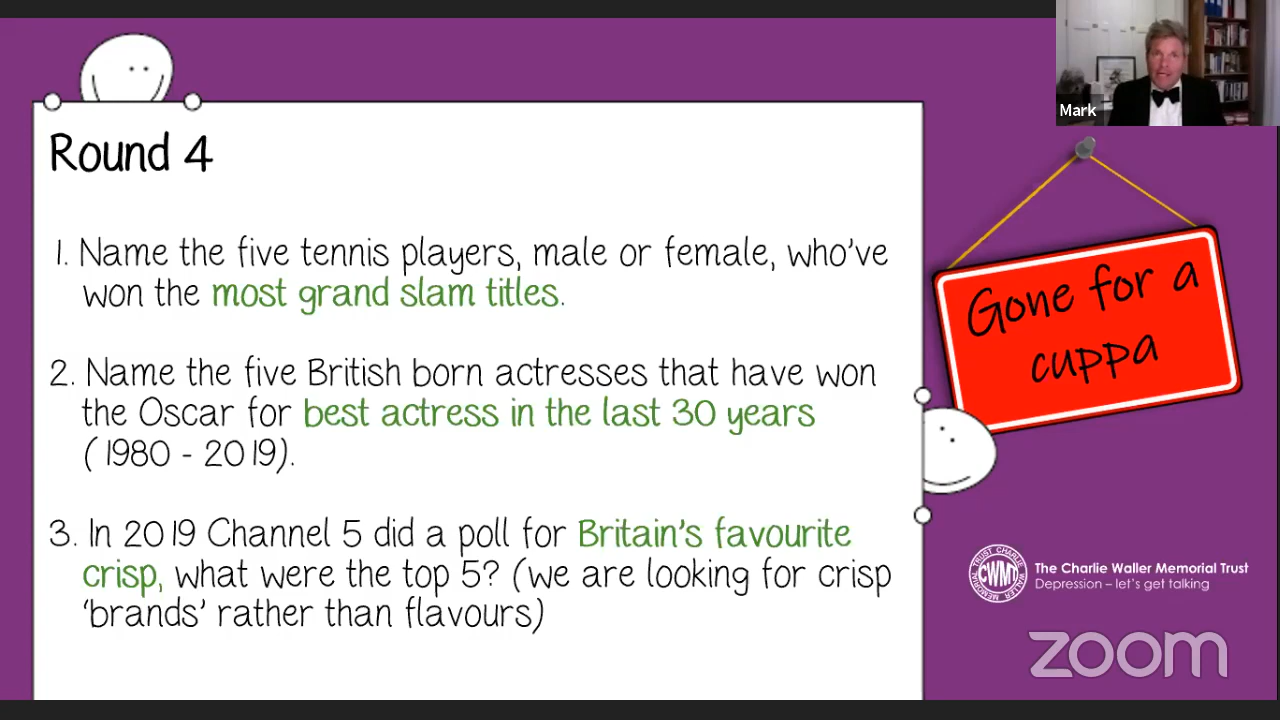 Mark
Round 4
1. Name the five tennis players, male or female, who've
won the most grand slam titles.
2. Name the five British born actresses that have won
the Oscar for best actress in the last 30 years
(1980 - 2019).
3. In 2019 Channel 5 did a poll for Britain's favourite
crisp, what were the top 5? (we are looking for crisp
'brands' rather than flavours)
Gone for a
cuppa
CHARLIE WALLER MEMORIAL TRUST
CWMT
The Charlie Waller Memorial Trust
Depression – let's get talking
zoom